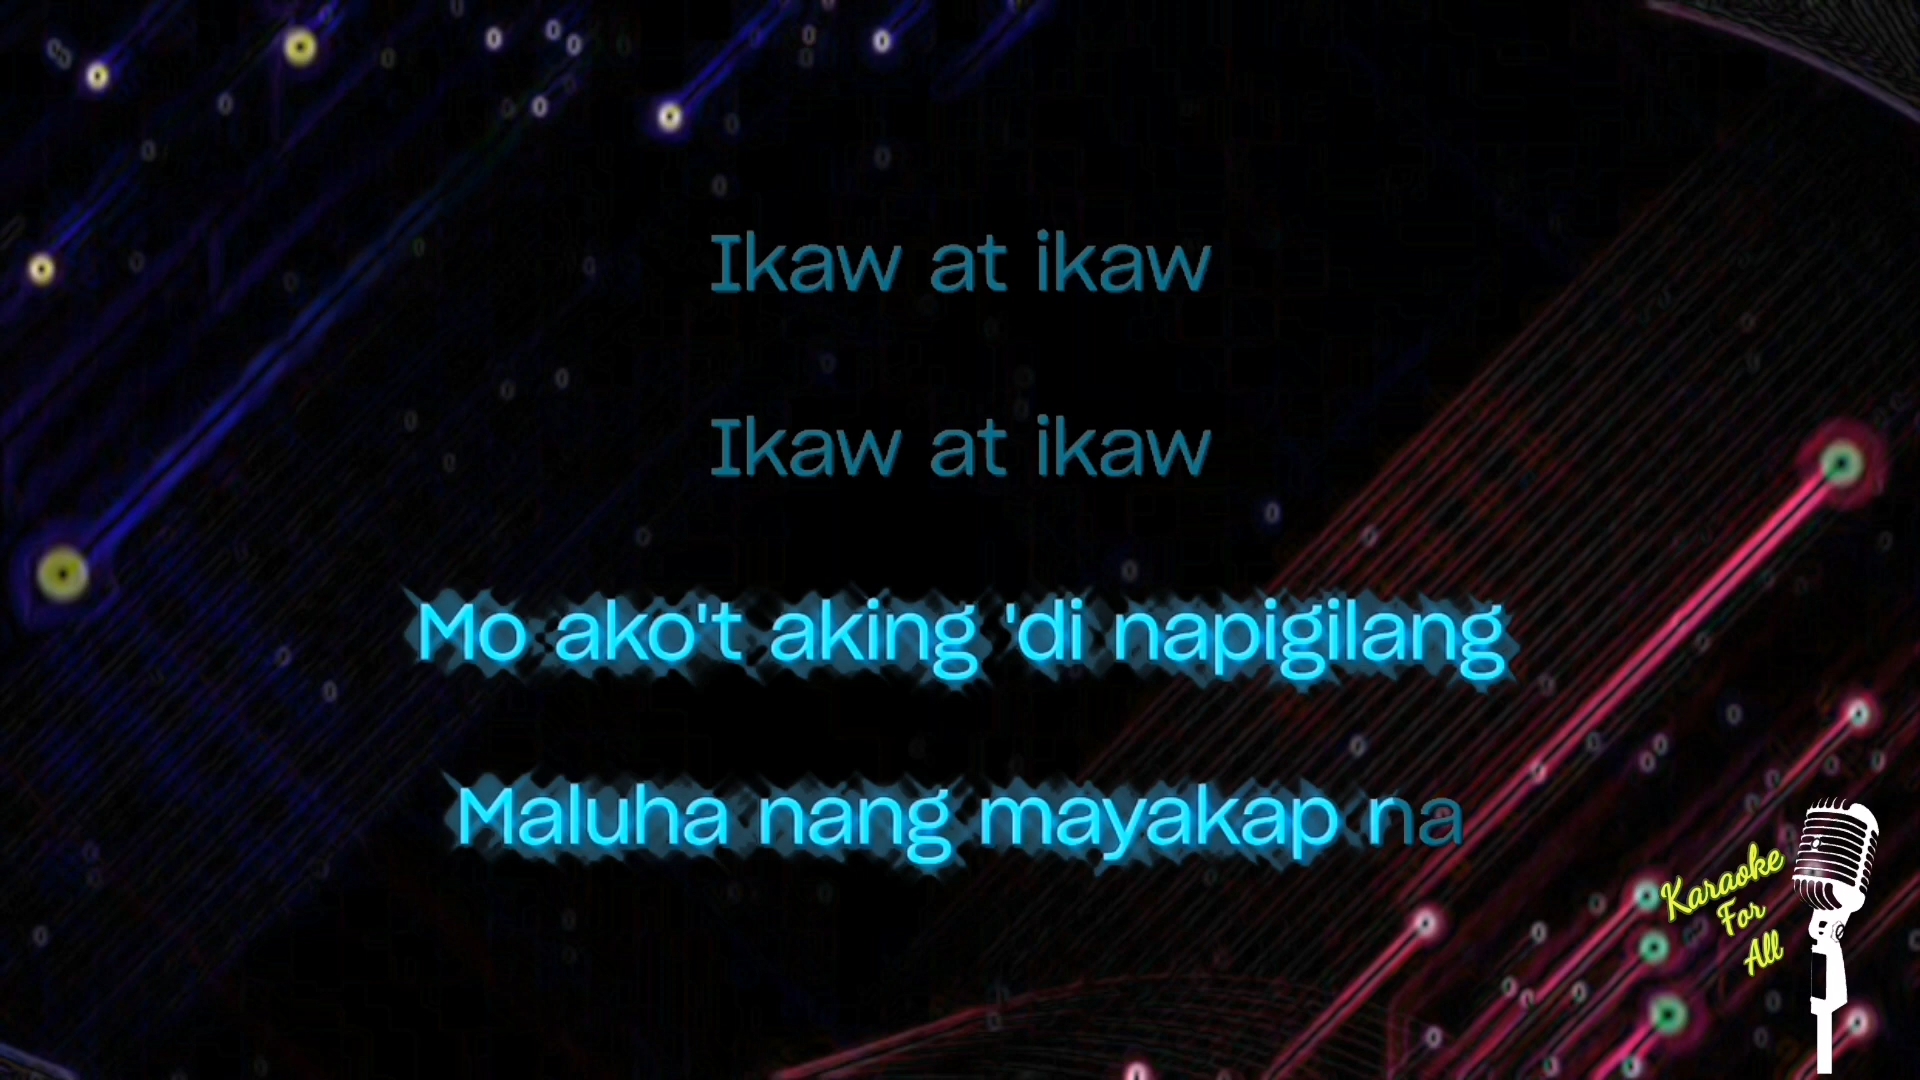 Ikaw at ikaw
Ikaw at ikaw
Mo ako't aking 'di napigilang
Maluha nang mayakap na
Karaoke
For
All